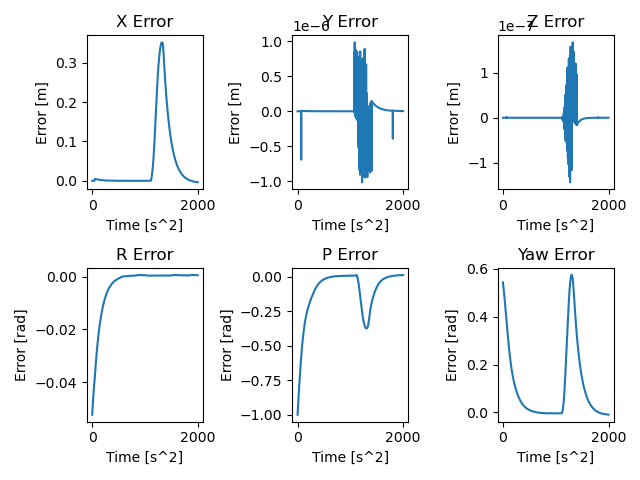 X Error
Y Error
Z Error
1e−6
1e−7
Error [m]
0.3
0.2
0.1
0.0
0
2000
Time [s^2]
Error [m]
1.0
0.5
0.0
−0.5
−1.0
0
2000
Time [s^2]
Error [m]
1
0
−1
0
2000
Time [s^2]
R Error
P Error
Yaw Error
Error [rad]
0.00
−0.02
−0.04
0
2000
Time [s^2]
Error [rad]
0.00
−0.25
−0.50
−0.75
−1.00
0
2000
Time [s^2]
Error [rad]
0.6
0.4
0.2
0.0
0
2000
Time [s^2]